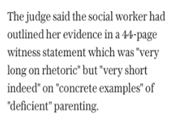 The judge said the social worker had
outlined her evidence in a 44-page
witness statement which was "very
long on rhetoric" but "very short
indeed" on "concrete examples" of
"deficient" parenting.